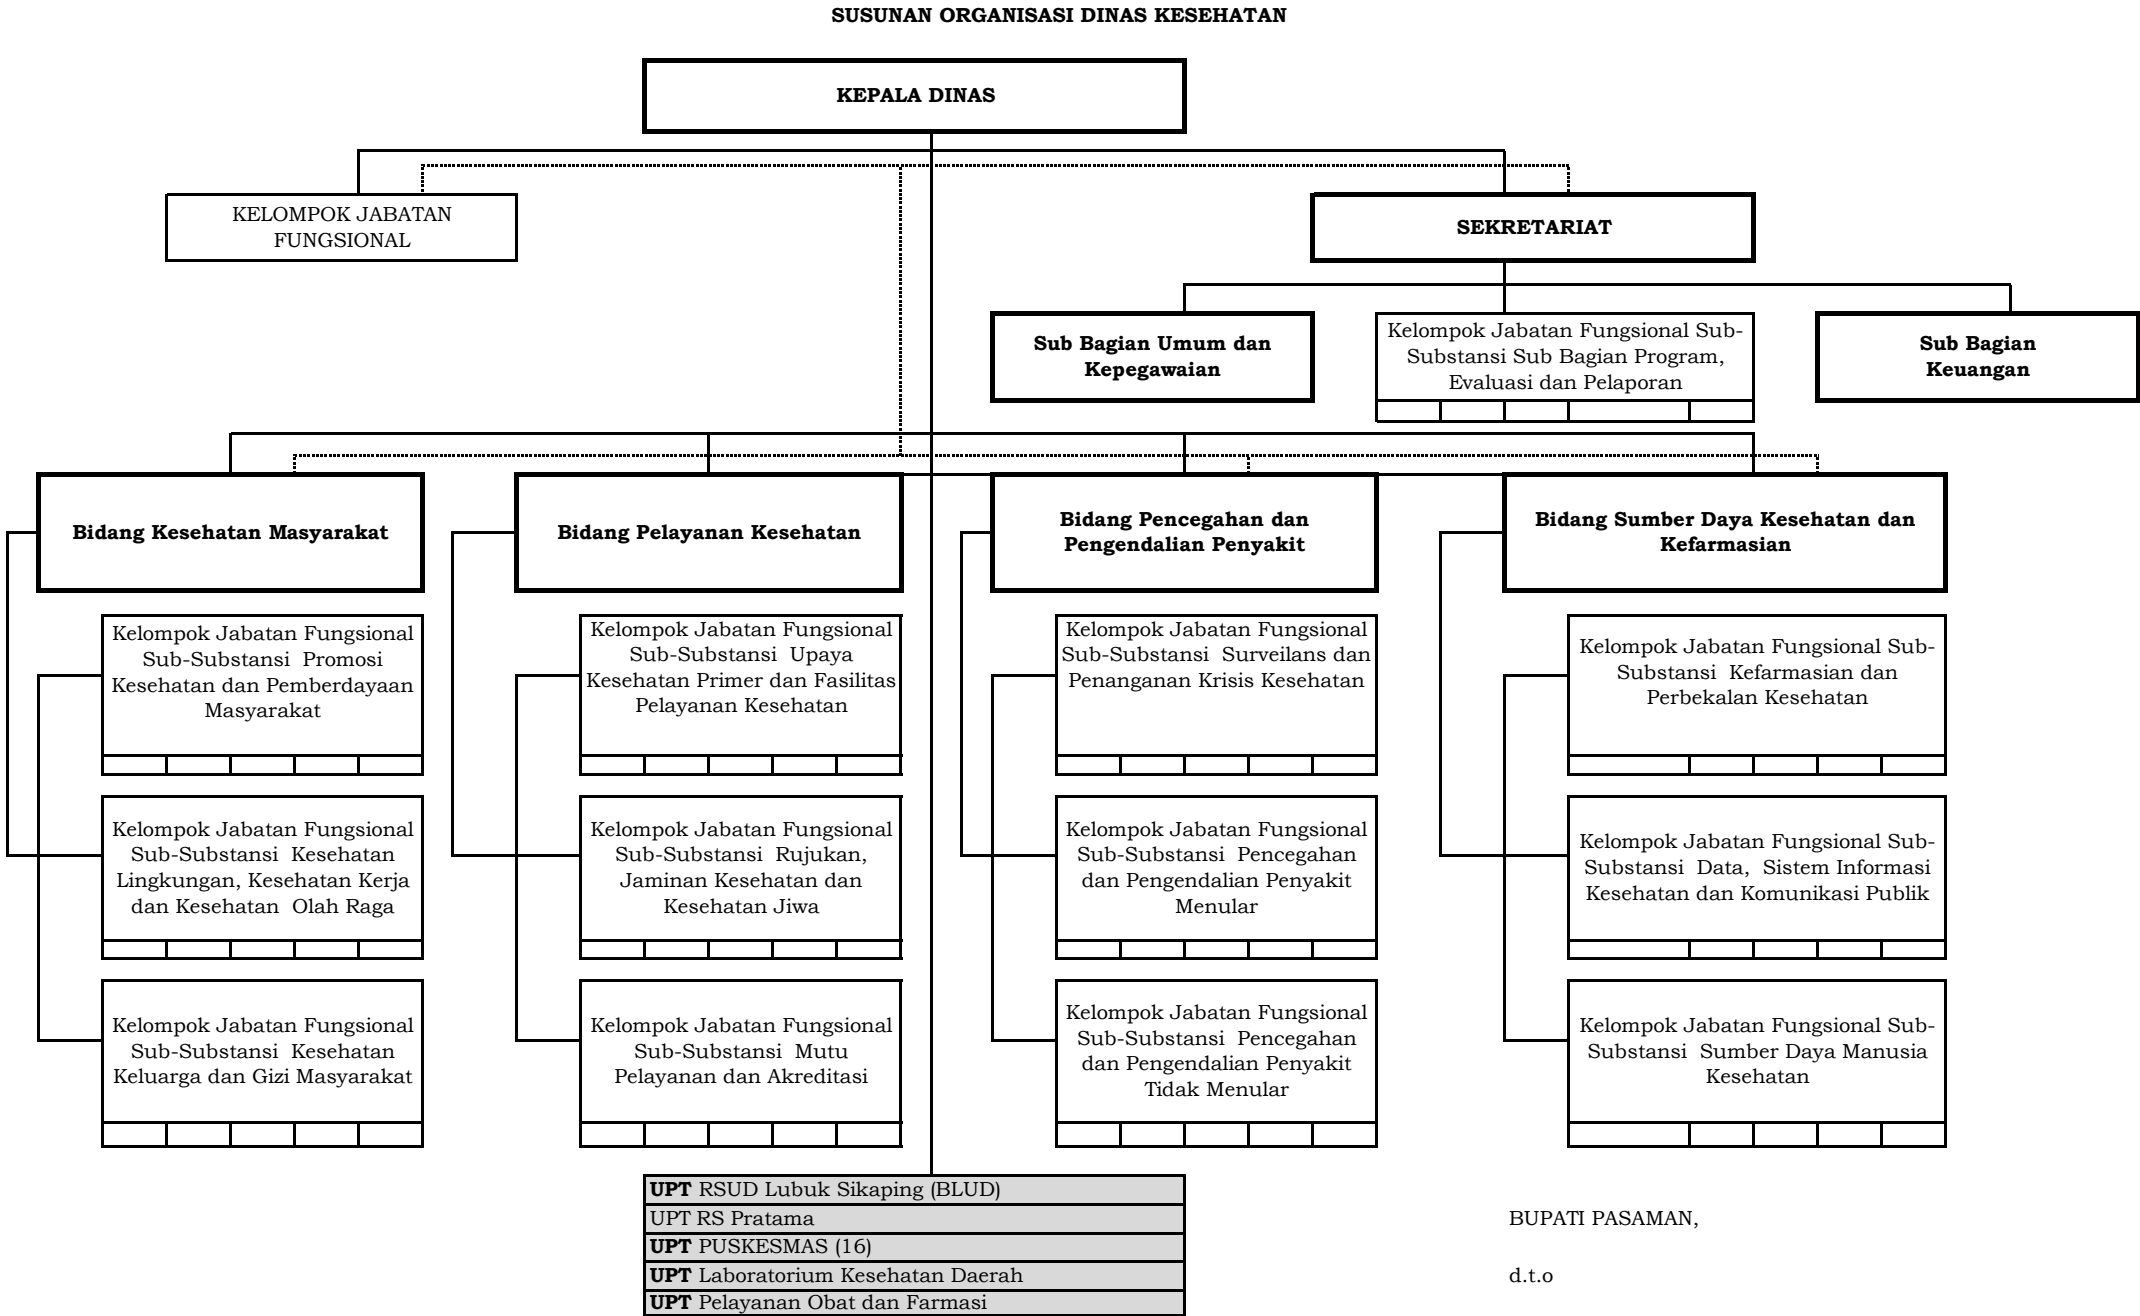 SUSUNAN ORGANISASI DINAS KESEHATAN
KEPALA DINAS
KELOMPOK JABATAN
FUNGSIONAL
SEKRETARIAT
Sub Bagian Umum dan
Kepegawaian
Kelompok Jabatan Fungsional Sub-
Substansi Sub Bagian Program,
Evaluasi dan Pelaporan
Sub Bagian
Keuangan
Bidang Kesehatan Masyarakat
Bidang Pelayanan Kesehatan
Bidang Pencegahan dan
Pengendalian Penyakit
Bidang Sumber Daya Kesehatan dan
Kefarmasian
Kelompok Jabatan Fungsional
Sub-Substansi Promosi
Kesehatan dan Pemberdayaan
Masyarakat
Kelompok Jabatan Fungsional
Sub-Substansi Upaya
Kesehatan Primer dan Fasilitas
Pelayanan Kesehatan
Kelompok Jabatan Fungsional
Sub-Substansi Surveilans dan
Penanganan Krisis Kesehatan
Kelompok Jabatan Fungsional Sub-
Substansi Kefarmasian dan
Perbekalan Kesehatan
Kelompok Jabatan Fungsional
Sub-Substansi Kesehatan
Lingkungan, Kesehatan Kerja
dan Kesehatan Olah Raga
Kelompok Jabatan Fungsional
Sub-Substansi Rujukan,
Jaminan Kesehatan dan
Kesehatan Jiwa
Kelompok Jabatan Fungsional
Sub-Substansi Pencegahan
dan Pengendalian Penyakit
Menular
Kelompok Jabatan Fungsional Sub-
Substansi Data, Sistem Informasi
Kesehatan dan Komunikasi Publik
Kelompok Jabatan Fungsional
Sub-Substansi Kesehatan
Keluarga dan Gizi Masyarakat
Kelompok Jabatan Fungsional
Sub-Substansi Mutu
Pelayanan dan Akreditasi
Kelompok Jabatan Fungsional
Sub-Substansi Pencegahan
dan Pengendalian Penyakit
Tidak Menular
Kelompok Jabatan Fungsional Sub-
Substansi Sumber Daya Manusia
Kesehatan
UPT RSUD Lubuk Sikaping (BLUD)
UPT RS Pratama
UPT PUSKESMAS (16)
UPT Laboratorium Kesehatan Daerah
UPT Pelayanan Obat dan Farmasi
BUPATI PASAMAN,
d.t.o